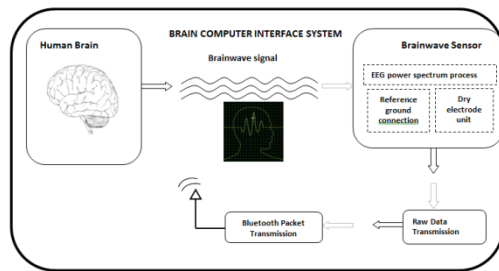 BRAIN COMPUTER INTERFACE SYSTEM
Human Brain
Brainwave signal
Brainwave Sensor
EEG power spectrum process
Reference
ground
connection
Dry
electrode
unit
Bluetooth Packet
Transmission
Raw Data
Transmission